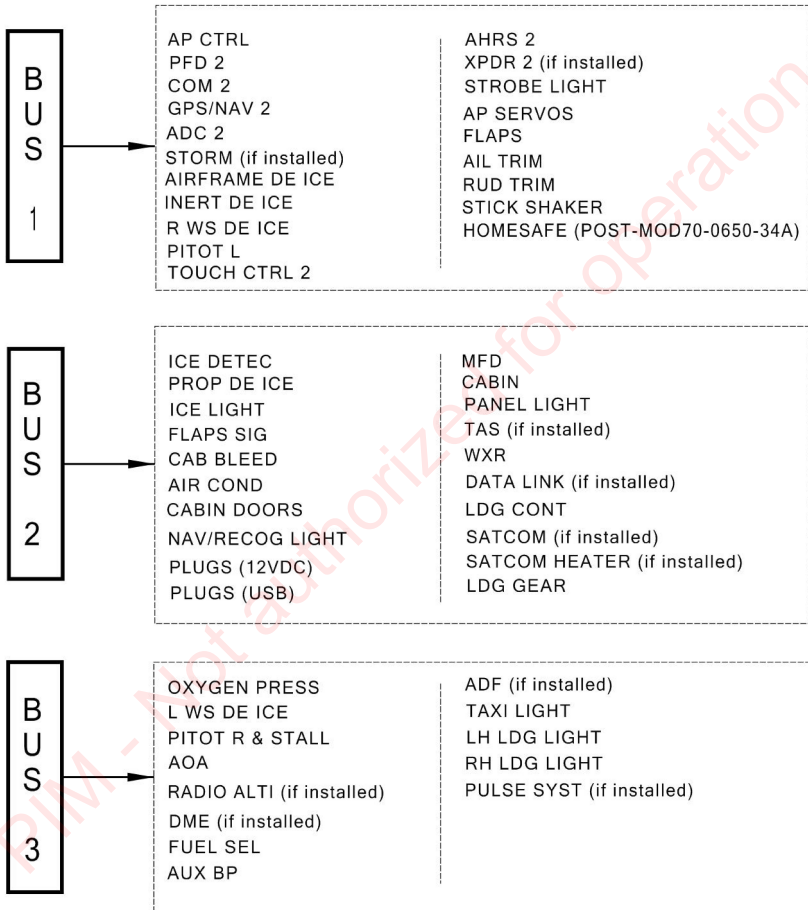 BUS 1
AP CTRL
PFD 2
COM 2
GPS/NAV 2
ADC 2
STORM (if installed)
AIRFRAME DE ICE
INERT DE ICE
R WS DE ICE
PITOT L
TOUCH CTRL 2
AHRS 2
XPDR 2 (if installed)
STROBE LIGHT
AP SERVOS
FLAPS
AIL TRIM
RUD TRIM
STICK SHAKER
HOMESAFE (POST-MOD70-0650-34A)
BUS 2
ICE DETEC
PROP DE ICE
ICE LIGHT
FLAPS SIG
CAB BLEED
AIR COND
CABIN DOORS
NAV/RECOG LIGHT
PLUGS (12VDC)
PLUGS (USB)
MFD
CABIN
PANEL LIGHT
TAS (if installed)
WXR
DATA LINK (if installed)
LDG CONT
SATCOM (if installed)
SATCOM HEATER (if installed)
LDG GEAR
BUS 3
OXYGEN PRESS
L WS DE ICE
PITOT R & STALL
AOA
RADIO ALTI (if installed)
DME (if installed)
FUEL SEL
AUX BP
ADF (if installed)
TAXI LIGHT
LH LDG LIGHT
RH LDG LIGHT
PULSE SYST (if installed)
PIM - Not authorized for operation